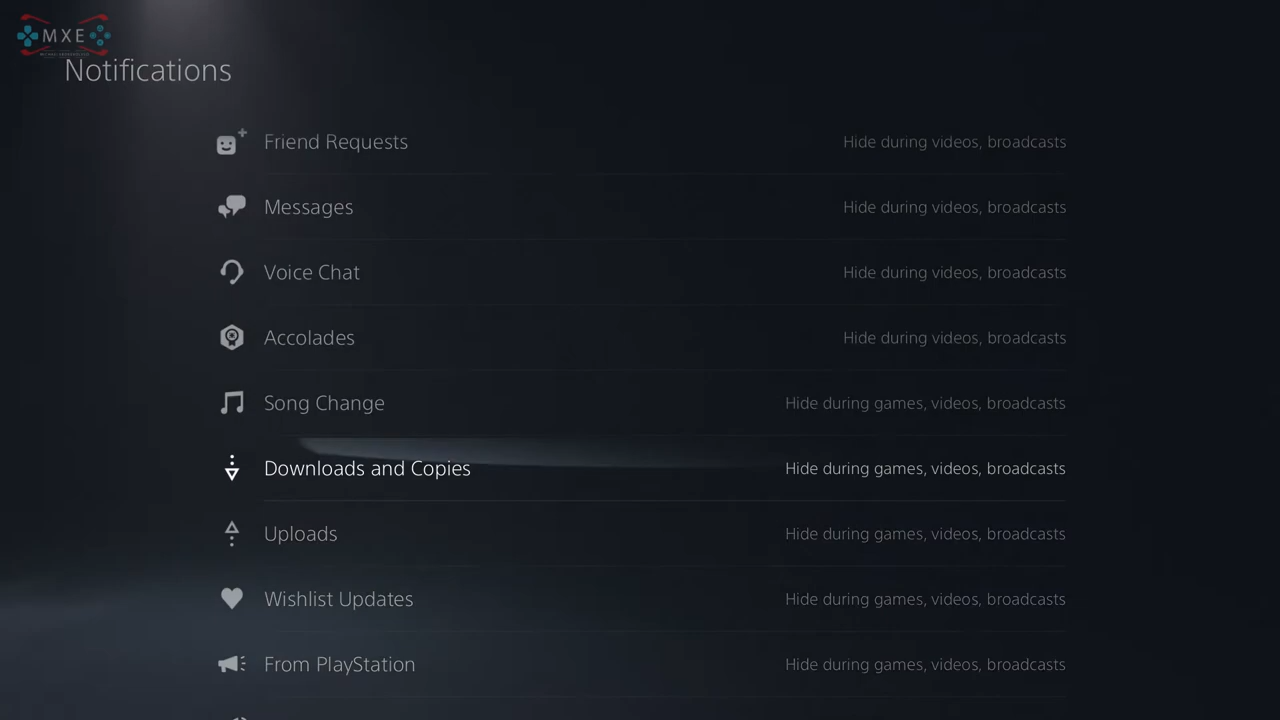 MXE
Notifications
Friend Requests Hide during videos, broadcasts
Messages Hide during videos, broadcasts
Voice Chat Hide during videos, broadcasts
Accolades Hide during videos, broadcasts
Song Change Hide during games, videos, broadcasts
Downloads and Copies Hide during games, videos, broadcasts
Uploads Hide during games, videos, broadcasts
Wishlist Updates Hide during games, videos, broadcasts
From PlayStation Hide during games, videos, broadcasts